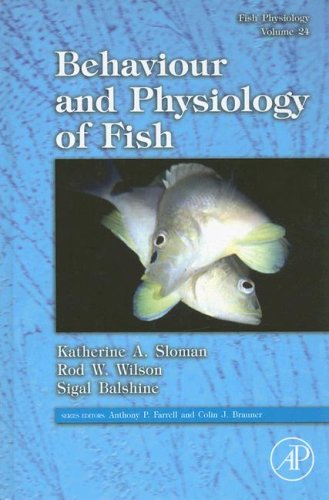 Fish Physiology
Volume 24
Behaviour
and Physiology
of Fish
Katherine A. Sloman
Rod W. Wilson
Sigal Balshine
SERIES EDITORS: Anthony P. Farrell and Colin J. Brauner
AP